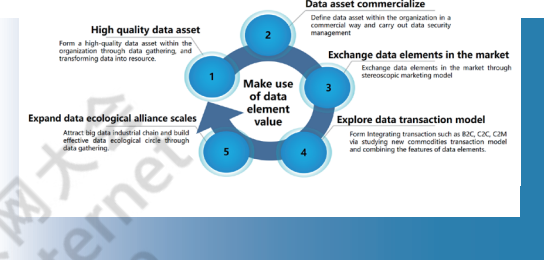 Data asset commercialize
Define data asset within the organization in a
commercial way and carry out data security
management
High quality data asset
Form a high-quality data asset within the
organization through data gathering, and
transforming data into resource.
2
1
Exchange data elements in the market
Exchange data elements in the market through
stereoscopic marketing model
3
Make use
of data
element
value
Expand data ecological alliance scales
Attract big data industrial chain and build
effective data ecological circle through
data gathering.
5
4
Explore data transaction model
Form Integrating transaction such as B2C, C2C, C2M
via studying new commodities transaction model
and combining the features of data elements.
网大会
ternet